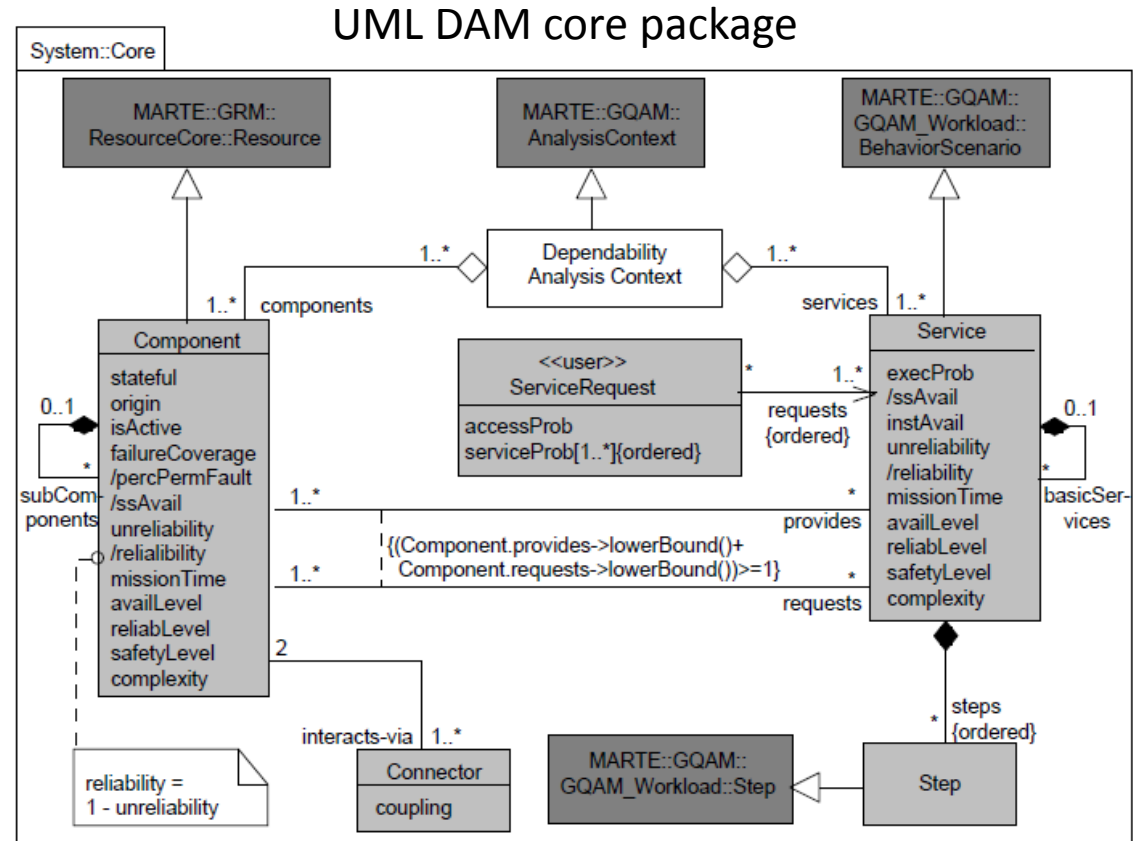 UML DAM core package
System::Core
MARTE::GRM::
ResourceCore::Resource
MARTE::GQAM::
AnalysisContext
MARTE::GQAM::
GQAM_Workload::
BehaviorScenario
1..*
Dependability
Analysis Context
1..*
1..*
components
services
1..*
Component
stateful
origin
isActive
failureCoverage
/percPermFault
/ssAvail
unreliability
/relialibility
missionTime
availLevel
reliabLevel
safetyLevel
complexity
0..1
*
subCom-
ponents
<<user>>
ServiceRequest
accessProb
serviceProb[1..*]{ordered}
*
1..*
requests
{ordered}
Service
execProb
/ssAvail
instAvail
unreliability
/reliability
missionTime
availLevel
reliabLevel
safetyLevel
complexity
0..1
*
basicSer-
vices
1..*
*
provides
{(Component.provides->lowerBound()+
Component.requests->lowerBound())>=1}
1..*
*
requests
2
interacts-via
1..*
Connector
coupling
reliability =
1 - unreliability
MARTE::GQAM::
GQAM_Workload::Step
*
steps
{ordered}
Step